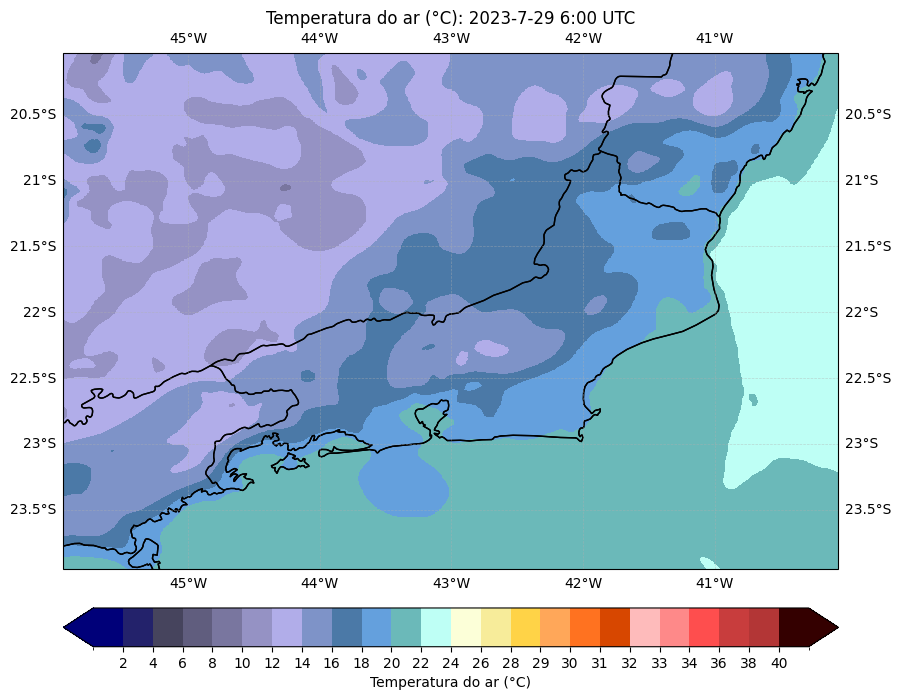 Temperatura do ar (°C): 2023-7-29 6:00 UTC
45°W 44°W 43°W 42°W 41°W
20.5°S 20.5°S
21°S 21°S
21.5°S 21.5°S
22°S 22°S
22.5°S 22.5°S
23°S 23°S
23.5°S 23.5°S
45°W 44°W 43°W 42°W 41°W
2 4 6 8 10 12 14 16 18 20 22 24 26 28 29 30 31 32 33 34 36 38 40
Temperatura do ar (°C)